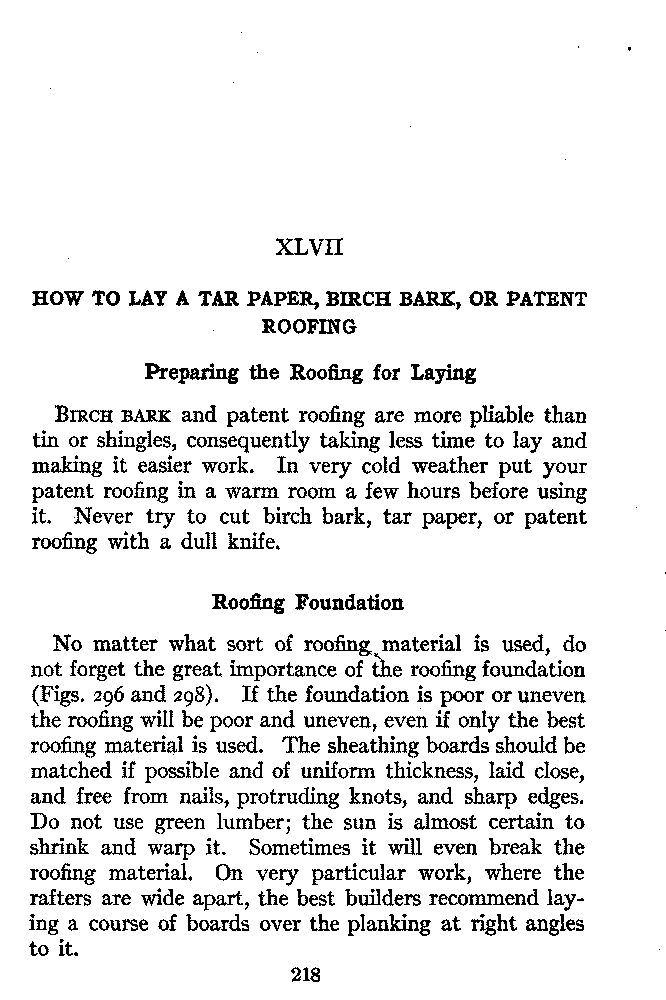 XLVII
HOW TO LAY A TAR PAPER, BIRCH BARK, OR PATENT
ROOFING
Preparing the Roofing for Laying
BIRCH BARK and patent roofing are more pliable than
tin or shingles, consequently taking less time to lay and
making it easier work. In very cold weather put your
patent roofing in a warm room a few hours before using
it. Never try to cut birch bark, tar paper, or patent
roofing with a dull knife.
Roofing Foundation
No matter what sort of roofing material is used, do
not forget the great importance of the roofing foundation
(Figs. 296 and 298). If the foundation is poor or uneven
the roofing will be poor and uneven, even if only the best
roofing material is used. The sheathing boards should be
matched if possible and of uniform thickness, laid close,
and free from nails, protruding knots, and sharp edges.
Do not use green lumber; the sun is almost certain to
shrink and warp it. Sometimes it will even break the
roofing material. On very particular work, where the
rafters are wide apart, the best builders recommend lay-
ing a course of boards over the planking at right angles
to it.
218